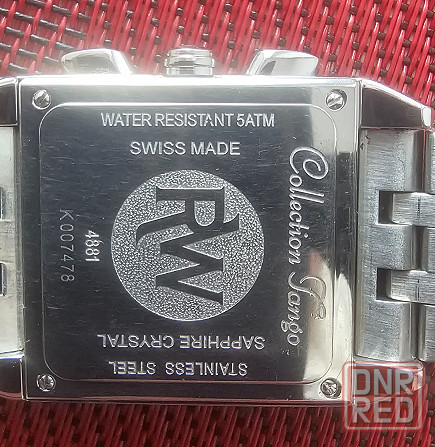 WATER RESISTANT 5ATM
SWISS MADE
Collection Tango
RW
4881
K007478
SAPPHIRE CRYSTAL
STAINLESS STEEL
DNR
RED